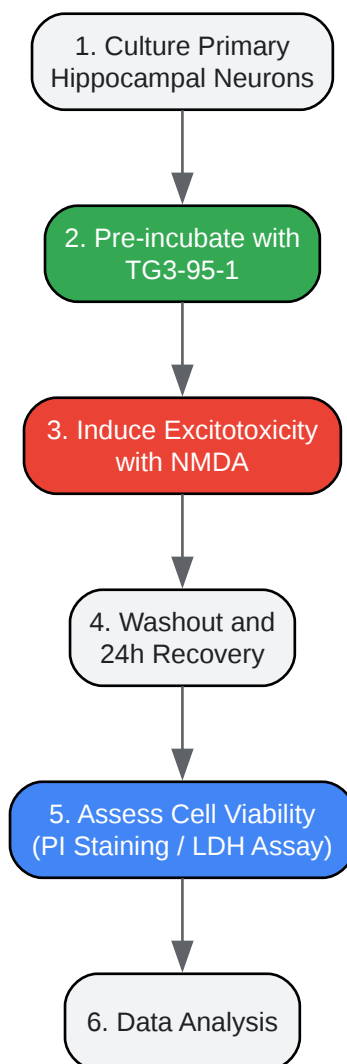 1. Culture Primary
Hippocampal Neurons
2. Pre-incubate with
TG3-95-1
3. Induce Excitotoxicity
with NMDA
4. Washout and
24h Recovery
5. Assess Cell Viability
(PI Staining / LDH Assay)
6. Data Analysis